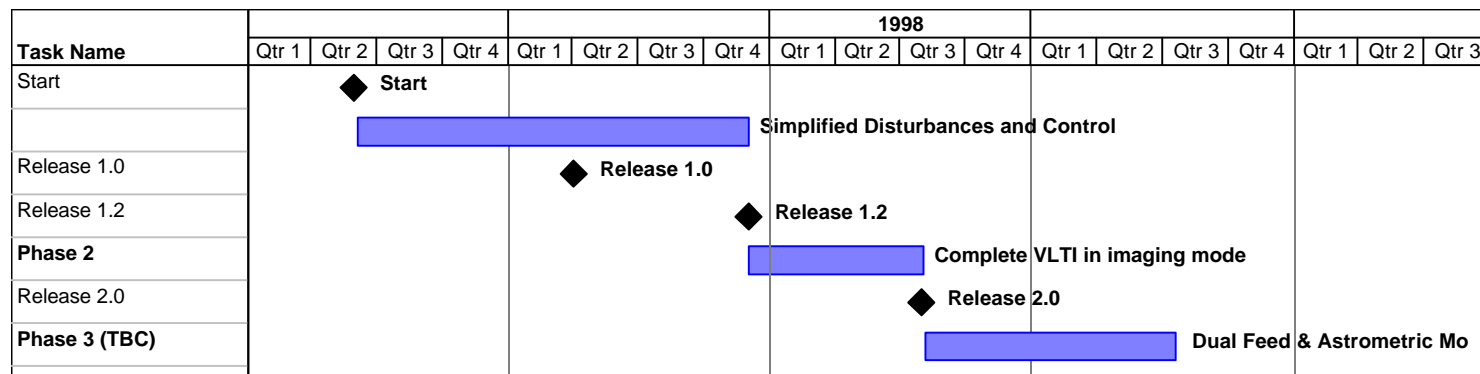 1998
Task Name Qtr 1 Qtr 2 Qtr 3 Qtr 4 Qtr 1 Qtr 2 Qtr 3 Qtr 4 Qtr 1 Qtr 2 Qtr 3 Qtr 4 Qtr 1 Qtr 2 Qtr 3 Qtr 4 Qtr 1 Qtr 2 Qtr 3
Start Start
Simplified Disturbances and Control
Release 1.0 Release 1.0
Release 1.2 Release 1.2
Phase 2 Complete VLTI in imaging mode
Release 2.0 Release 2.0
Phase 3 (TBC) Dual Feed & Astrometric Mo